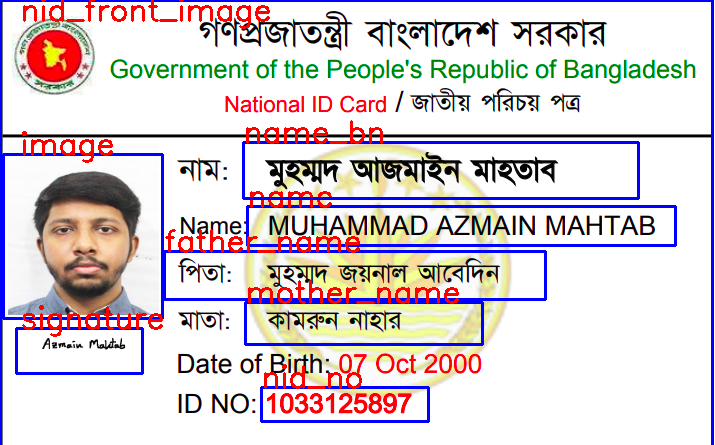 nid_front_image
গণপ্রজাতন্ত্রী বাংলাদেশ সরকার
Government of the People's Republic of Bangladesh
National ID Card / জাতীয় পরিচয় পত্র
image
name_bn
নাম: মুহম্মদ আজমাইন মাহতাব
name
Name: MUHAMMAD AZMAIN MAHTAB
father_name
পিতা: মুহম্মদ জয়নাল আবেদিন
mother_name
signature
মাতা: কামরুন নাহার
Azmain Mahtab
Date of Birth: 07 Oct 2000
nid_no
ID NO: 1033125897